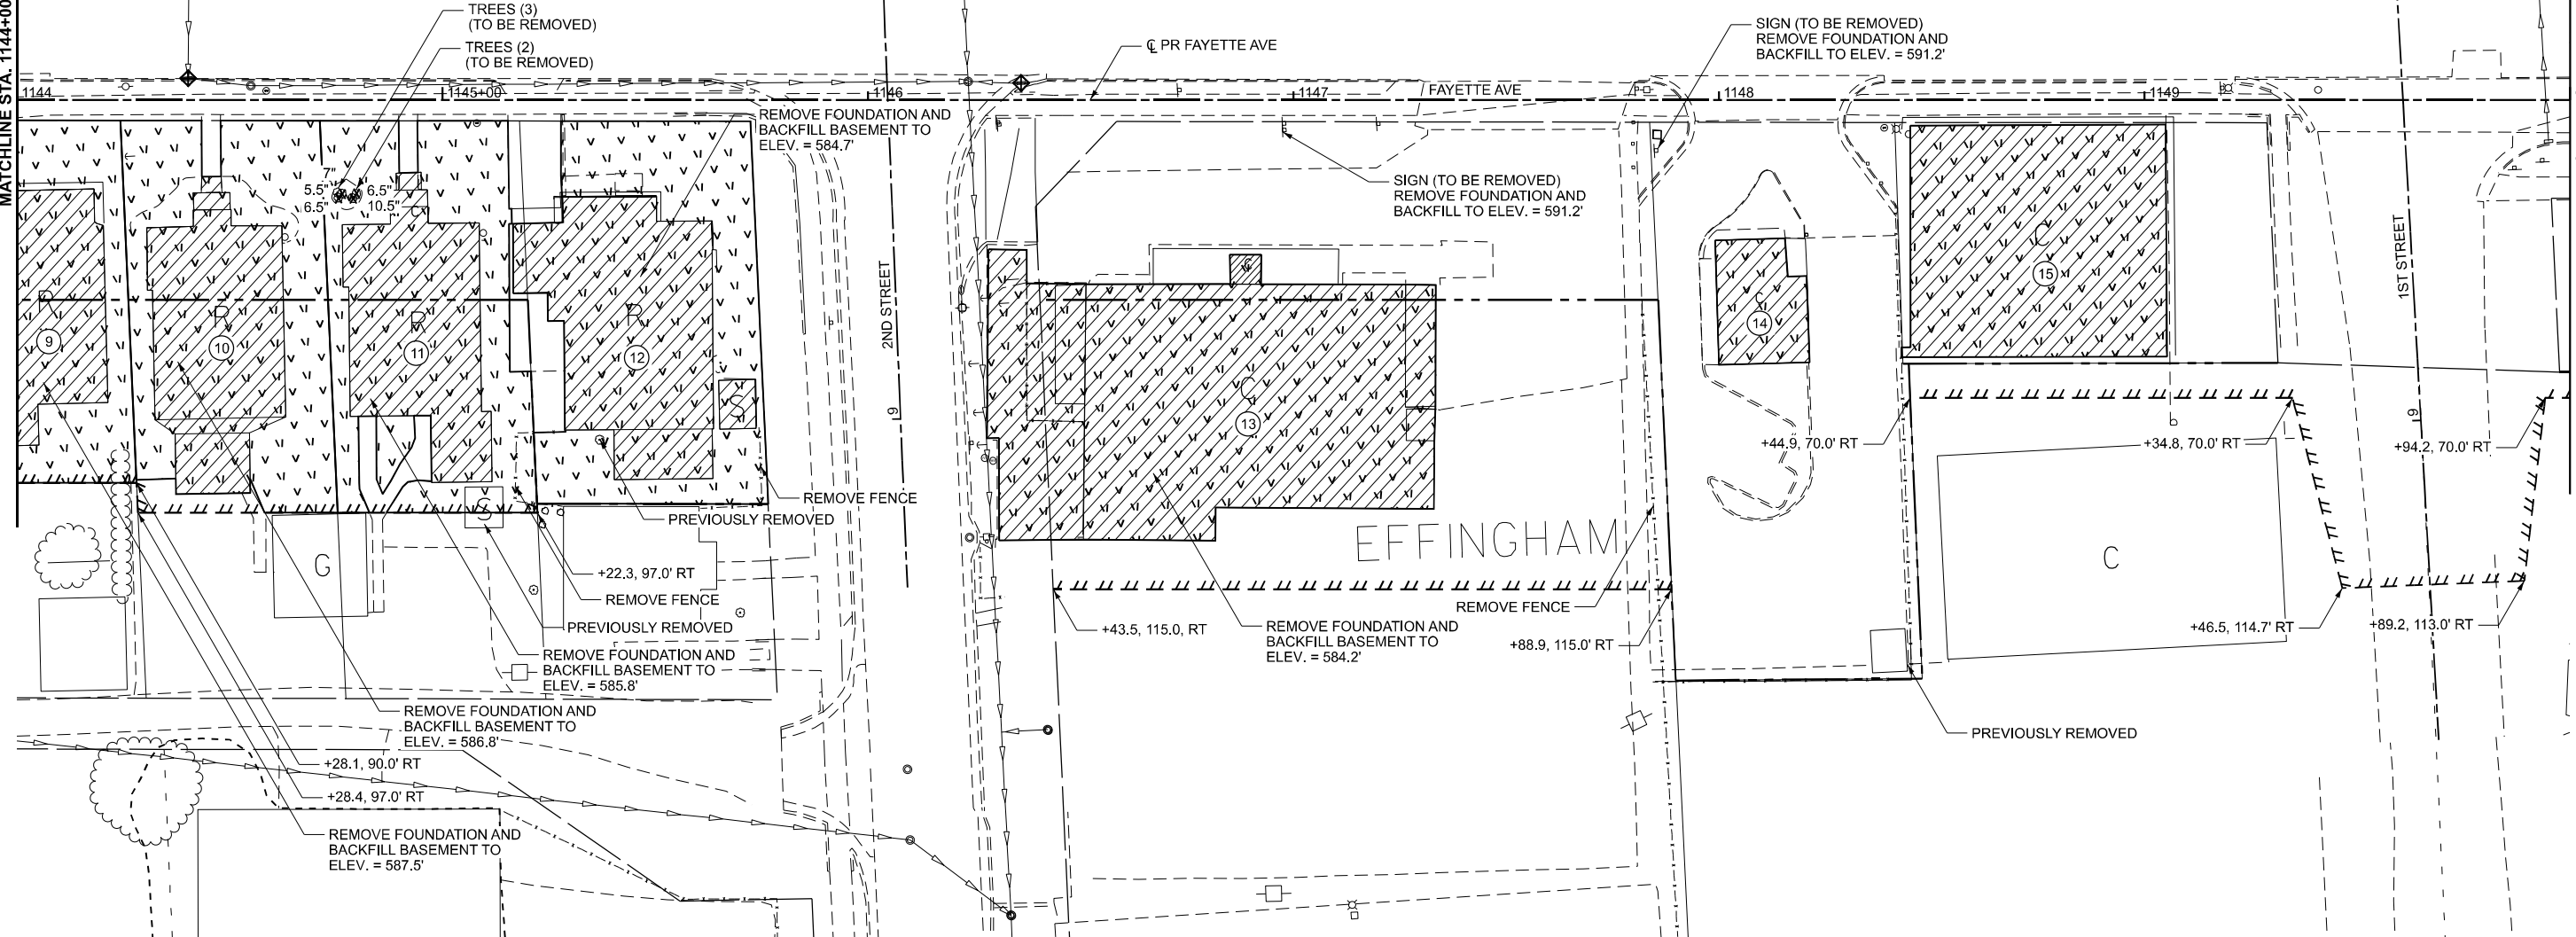 MATCHLINE STA. 1144+00
TREES (3)
(TO BE REMOVED)
TREES (2)
(TO BE REMOVED)
℄ PR FAYETTE AVE
SIGN (TO BE REMOVED)
REMOVE FOUNDATION AND
BACKFILL TO ELEV. = 591.2'
1144
1145+00
1146
1147
FAYETTE AVE
1148
1149
REMOVE FOUNDATION AND
BACKFILL BASEMENT TO
ELEV. = 584.7'
7"
5.5"
6.5"
6.5"
10.5"
SIGN (TO BE REMOVED)
REMOVE FOUNDATION AND
BACKFILL TO ELEV. = 591.2'
2ND STREET
1ST STREET
9
9
R
9
R
10
C
R
11
R
12
S
C
C
13
C
14
C
15
+44.9, 70.0' RT
+34.8, 70.0' RT
+94.2, 70.0' RT
REMOVE FENCE
PREVIOUSLY REMOVED
S
G
EFFINGHAM
C
+22.3, 97.0' RT
REMOVE FENCE
PREVIOUSLY REMOVED
REMOVE FENCE
+43.5, 115.0, RT
REMOVE FOUNDATION AND
BACKFILL BASEMENT TO
ELEV. = 584.2'
+88.9, 115.0' RT
+46.5, 114.7' RT
+89.2, 113.0' RT
REMOVE FOUNDATION AND
BACKFILL BASEMENT TO
ELEV. = 585.8'
REMOVE FOUNDATION AND
BACKFILL BASEMENT TO
ELEV. = 586.8'
PREVIOUSLY REMOVED
+28.1, 90.0' RT
+28.4, 97.0' RT
REMOVE FOUNDATION AND
BACKFILL BASEMENT TO
ELEV. = 587.5'